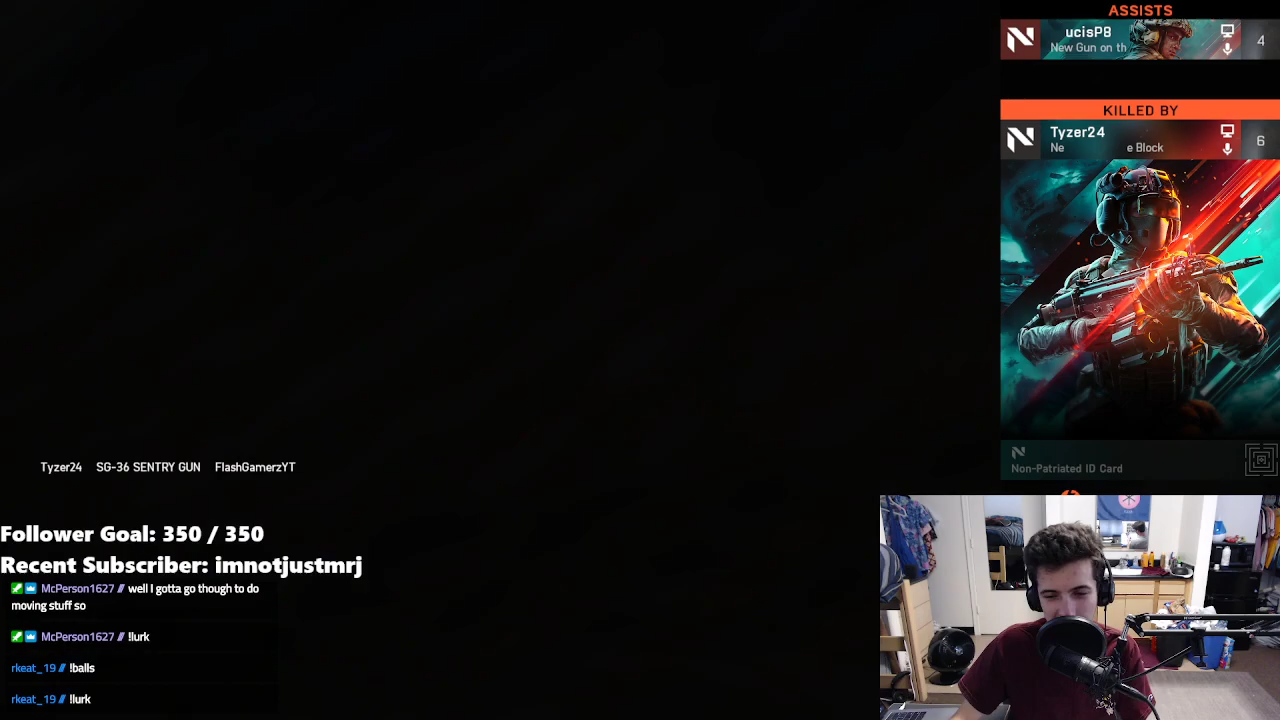 ASSISTS
ucisP8
New Gun on th
4
KILLED BY
Tyzer24
Ne e Block
6
Non-Patriated ID Card
Tyzer24 SG-36 SENTRY GUN FlashGamerzYT
Follower Goal: 350 / 350
Recent Subscriber: imnotjustmrj
McPerson1627 // well I gotta go though to do
moving stuff so
McPerson1627 // !lurk
rkeat_19 // !balls
rkeat_19 // !lurk